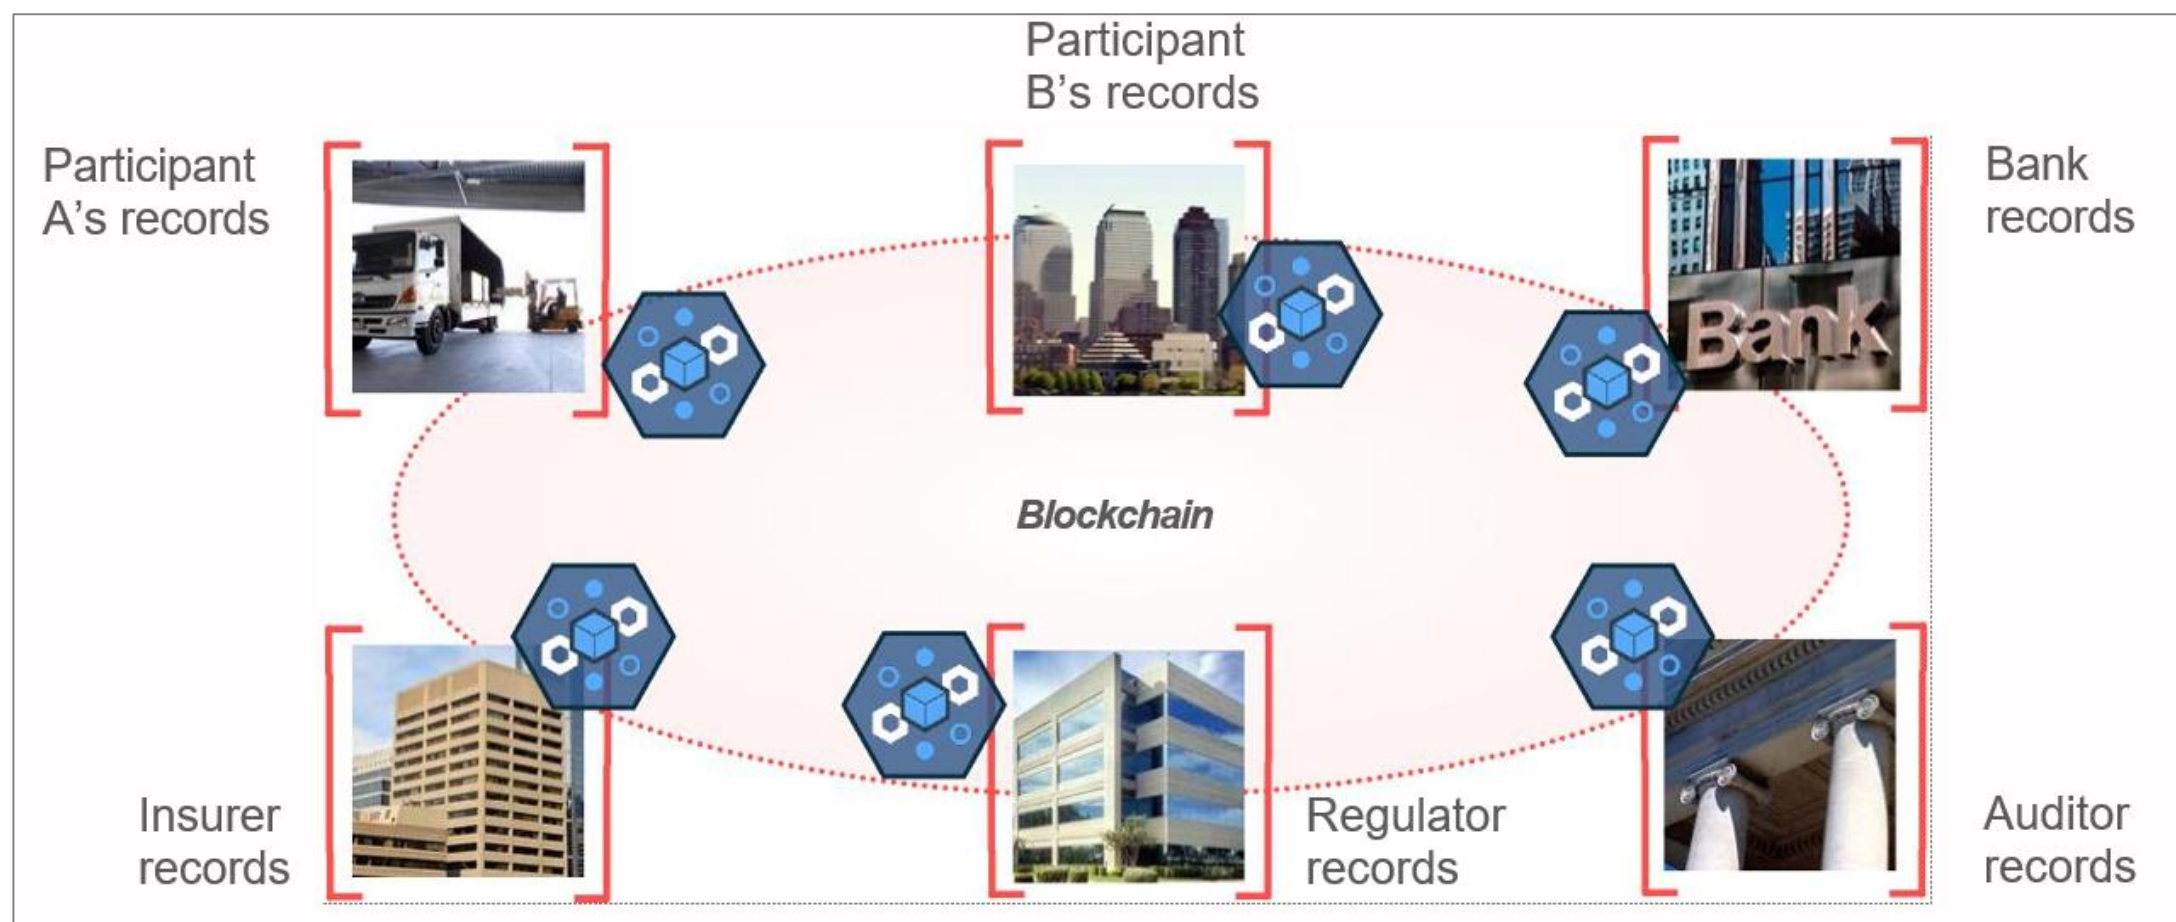 Participant
B’s records
Participant
A’s records
Bank
records
Bank
Blockchain
Insurer
records
Regulator
records
Auditor
records